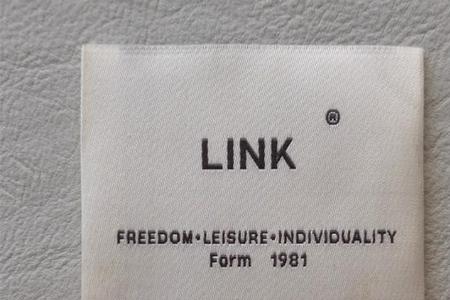 ®
LINK
FREEDOM•LEISURE•INDIVIDUALITY
Form 1981